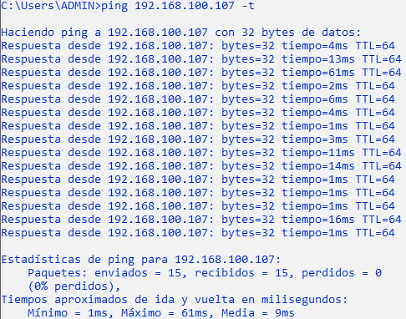 C:\Users\ADMIN>ping 192.168.100.107 -t
Haciendo ping a 192.168.100.107 con 32 bytes de datos:
Respuesta desde 192.168.100.107: bytes=32 tiempo=4ms TTL=64
Respuesta desde 192.168.100.107: bytes=32 tiempo=13ms TTL=64
Respuesta desde 192.168.100.107: bytes=32 tiempo=61ms TTL=64
Respuesta desde 192.168.100.107: bytes=32 tiempo=2ms TTL=64
Respuesta desde 192.168.100.107: bytes=32 tiempo=6ms TTL=64
Respuesta desde 192.168.100.107: bytes=32 tiempo=4ms TTL=64
Respuesta desde 192.168.100.107: bytes=32 tiempo=1ms TTL=64
Respuesta desde 192.168.100.107: bytes=32 tiempo=3ms TTL=64
Respuesta desde 192.168.100.107: bytes=32 tiempo=11ms TTL=64
Respuesta desde 192.168.100.107: bytes=32 tiempo=14ms TTL=64
Respuesta desde 192.168.100.107: bytes=32 tiempo=1ms TTL=64
Respuesta desde 192.168.100.107: bytes=32 tiempo=1ms TTL=64
Respuesta desde 192.168.100.107: bytes=32 tiempo=1ms TTL=64
Respuesta desde 192.168.100.107: bytes=32 tiempo=16ms TTL=64
Respuesta desde 192.168.100.107: bytes=32 tiempo=1ms TTL=64
Estadísticas de ping para 192.168.100.107:
Paquetes: enviados = 15, recibidos = 15, perdidos = 0
(0% perdidos),
Tiempos aproximados de ida y vuelta en milisegundos:
Mínimo = 1ms, Máximo = 61ms, Media = 9ms